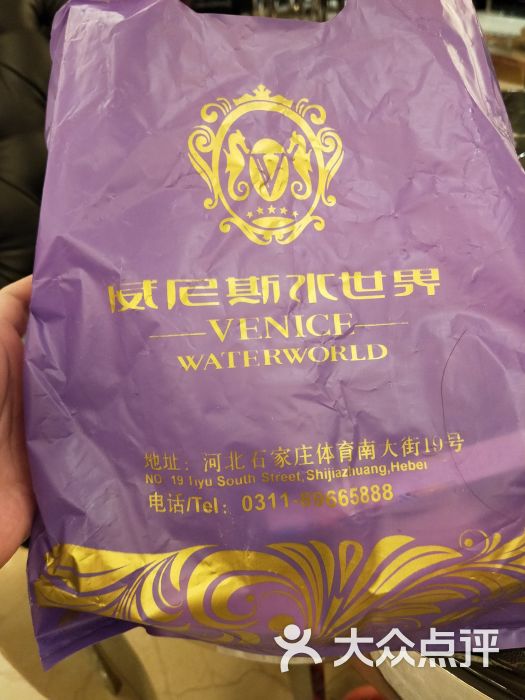 V
威尼斯水世界
VENICE
WATERWORLD
地址：河北石家庄体育南大街19号
NO 19 Tiyu South Street,Shijiazhuang,Hebei
电话/Tel：0311-89665888
大众点评